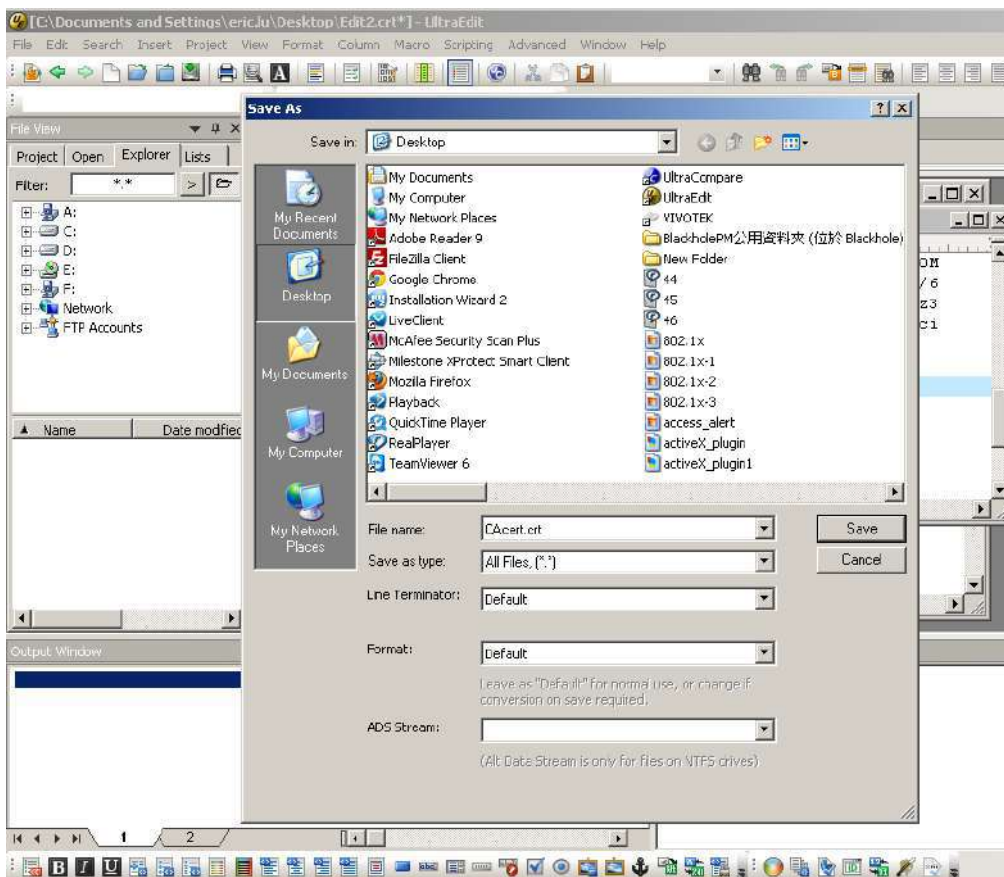 [C:\Documents and Settings\eric.lu\Desktop\Edit2.crt*] - UltraEdit
File Edit Search Insert Project View Format Column Macro Scripting Advanced Window Help
File View
Project Open Explorer Lists
Filter: *.* >
A:
C:
D:
E:
F:
Network
FTP Accounts
Name Date modified
Output Window
1 2
Save As
Save in: Desktop
My Recent Documents
Desktop
My Documents
My Computer
My Network Places
My Documents
My Computer
My Network Places
Adobe Reader 9
FileZilla Client
Google Chrome
Installation Wizard 2
LiveClient
McAfee Security Scan Plus
Milestone XProtect Smart Client
Mozilla Firefox
Playback
QuickTime Player
RealPlayer
TeamViewer 6
UltraCompare
UltraEdit
VIVOTEK
BlackholePM公用資料夾 (位於 Blackhole)
New Folder
44
45
46
802.1x
802.1x-1
802.1x-2
802.1x-3
access_alert
activeX_plugin
activeX_plugin1
File name: CAcert.crt Save
Save as type: All Files, (*.*) Cancel
Line Terminator: Default
Format: Default
Leave as "Default" for normal use, or change if
conversion on save required.
ADS Stream:
(Alt Data Stream is only for files on NTFS drives)
OM
/6
z3
ci
B I U